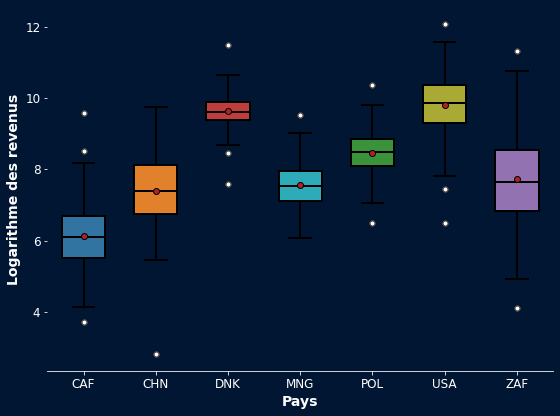 Logarithme des revenus
12
10
8
6
4
CAF CHN DNK MNG POL USA ZAF
Pays